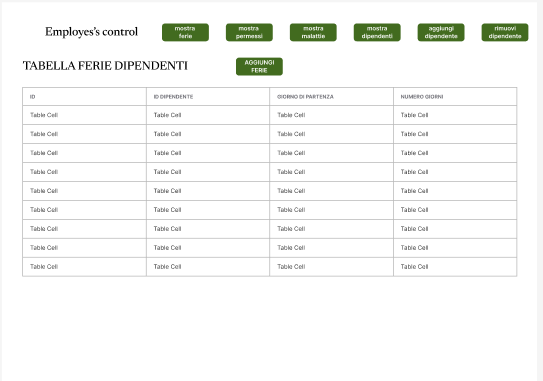 Employes's control
mostra
ferie
mostra
permessi
mostra
malattie
mostra
dipendenti
aggiungi
dipendente
rimuovi
dipendente
TABELLA FERIE DIPENDENTI
AGGIUNGI
FERIE
ID ID DIPENDENTE GIORNO DI PARTENZA NUMERO GIORNI
Table Cell Table Cell Table Cell Table Cell
Table Cell Table Cell Table Cell Table Cell
Table Cell Table Cell Table Cell Table Cell
Table Cell Table Cell Table Cell Table Cell
Table Cell Table Cell Table Cell Table Cell
Table Cell Table Cell Table Cell Table Cell
Table Cell Table Cell Table Cell Table Cell
Table Cell Table Cell Table Cell Table Cell
Table Cell Table Cell Table Cell Table Cell